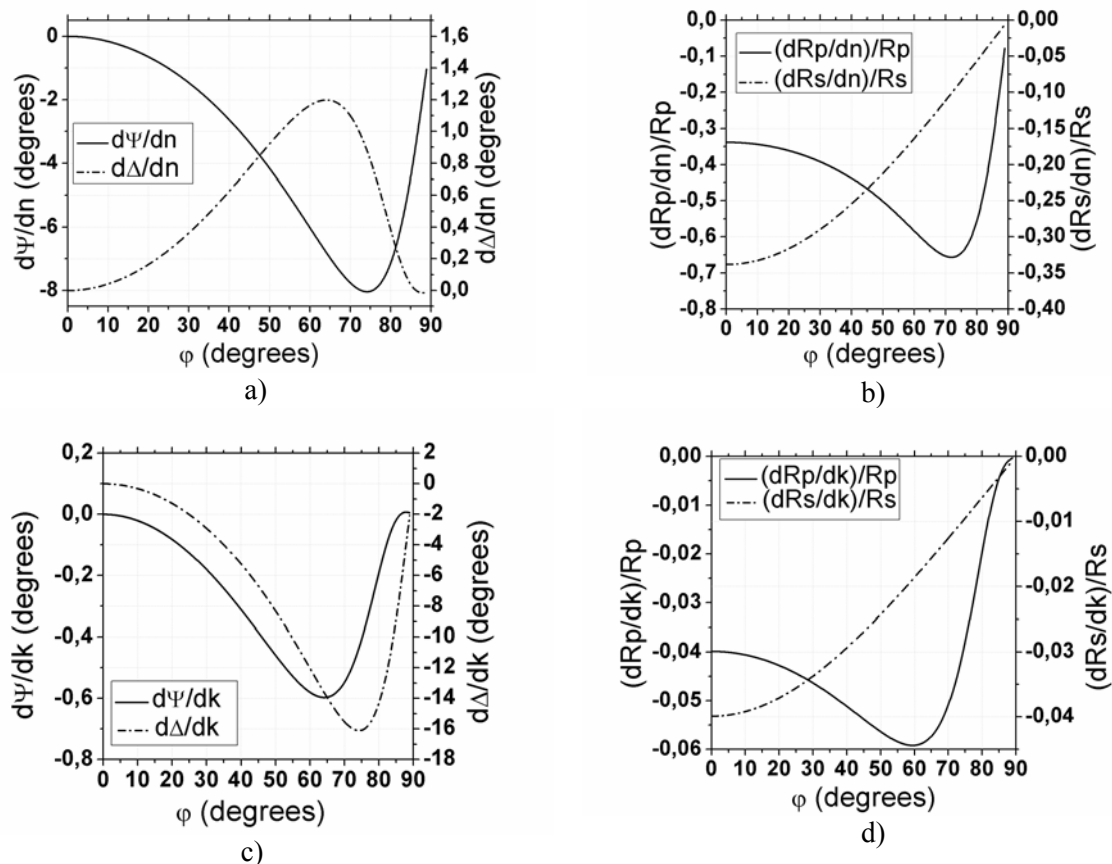 dΨ/dn (degrees)
0
-2
-4
-6
-8
1,6
1,4
1,2
1,0
0,8
0,6
0,4
0,2
0,0
dΔ/dn (degrees)
dΨ/dn
dΔ/dn
0 10 20 30 40 50 60 70 80 90
φ (degrees)
a)
(dRp/dn)/Rp
0,0
-0,1
-0,2
-0,3
-0,4
-0,5
-0,6
-0,7
-0,8
0,00
-0,05
-0,10
-0,15
-0,20
-0,25
-0,30
-0,35
-0,40
(dRs/dn)/Rs
(dRp/dn)/Rp
(dRs/dn)/Rs
0 10 20 30 40 50 60 70 80 90
φ (degrees)
b)
dΨ/dk (degrees)
0,2
0,0
-0,2
-0,4
-0,6
-0,8
2
0
-2
-4
-6
-8
-10
-12
-14
-16
-18
dΔ/dk (degrees)
dΨ/dk
dΔ/dk
0 10 20 30 40 50 60 70 80 90
φ (degrees)
c)
(dRp/dk)/Rp
0,00
-0,01
-0,02
-0,03
-0,04
-0,05
-0,06
0,00
-0,01
-0,02
-0,03
-0,04
(dRs/dk)/Rs
(dRp/dk)/Rp
(dRs/dk)/Rs
0 10 20 30 40 50 60 70 80 90
φ (degrees)
d)